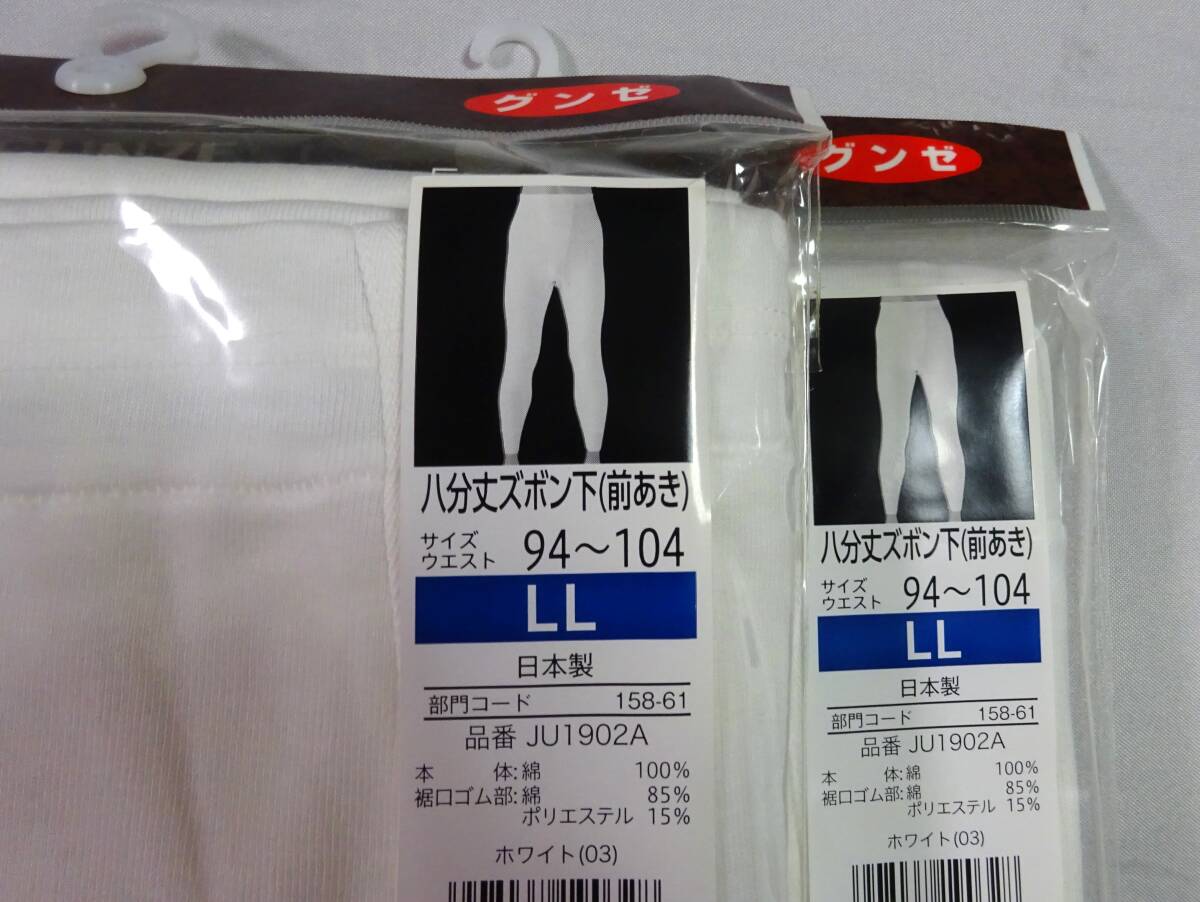 グンゼ
八分丈ズボン下(前あき)
サイズ
ウエスト 94～104
LL
日本製
部門コード 158-61
品番 JU1902A
本 体:綿 100%
裾口ゴム部:綿 85%
ポリエステル 15%
ホワイト(03)
グンゼ
八分丈ズボン下(前あき)
サイズ
ウエスト 94～104
LL
日本製
部門コード 158-61
品番 JU1902A
本 体:綿 100%
裾口ゴム部:綿 85%
ポリエステル 15%
ホワイト(03)